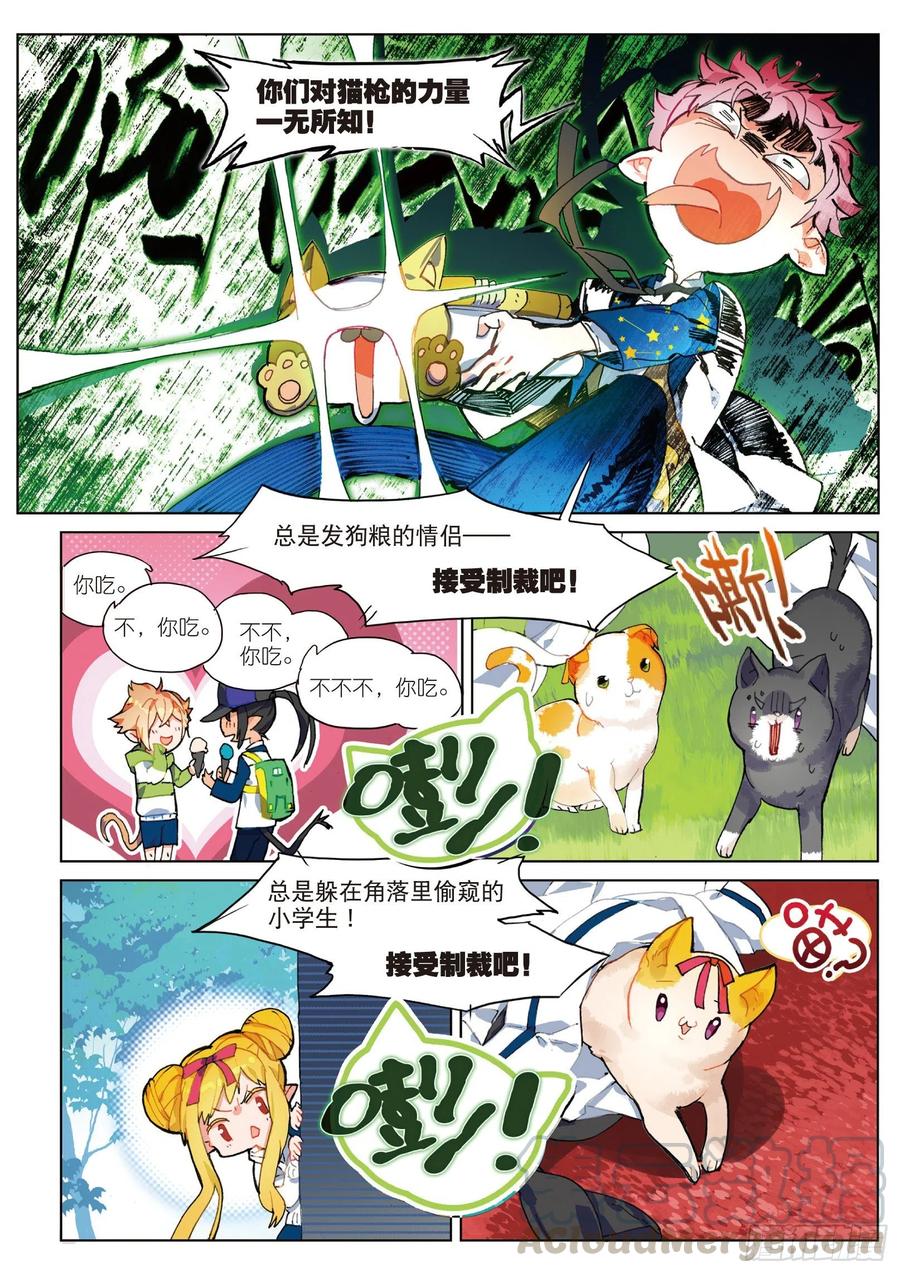 你们对猫枪的力量
一无所知！
总是发狗粮的情侣——
接受制裁吧！
你吃。
不，你吃。
不不，
你吃。
不不不，你吃。
嘶！
总是躲在角落里偷窥的
小学生！
接受制裁吧！
AcloudMerge.com